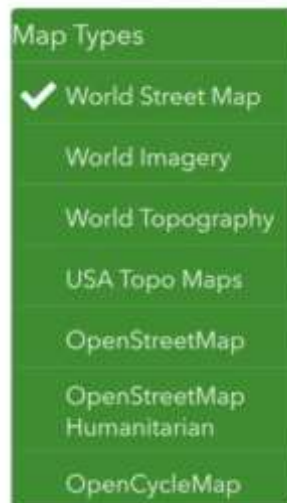 Map Types
World Street Map
World Imagery
World Topography
USA Topo Maps
OpenStreetMap
OpenStreetMap
Humanitarian
OpenCycleMap